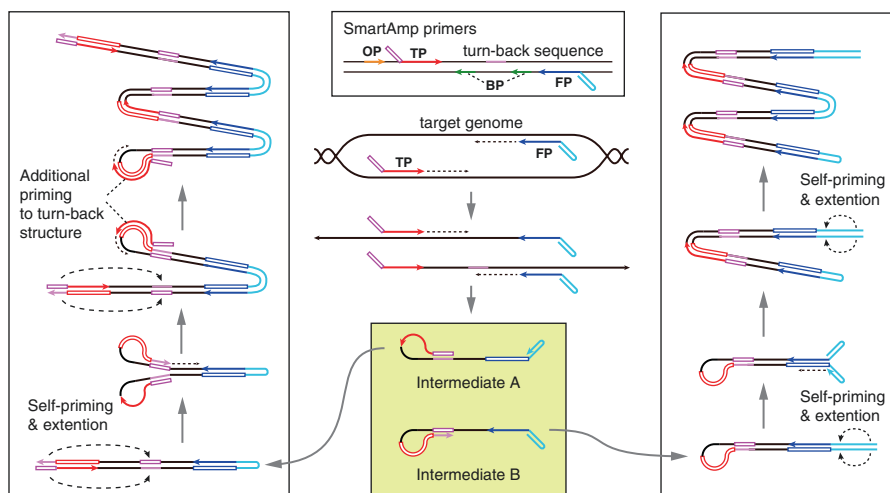 SmartAmp primers
OP
TP
turn-back sequence
BP
FP
target genome
TP
FP
Additional
priming
to turn-back
structure
Self-priming
& extention
Intermediate A
Intermediate B
Self-priming
& extention
Self-priming
& extention